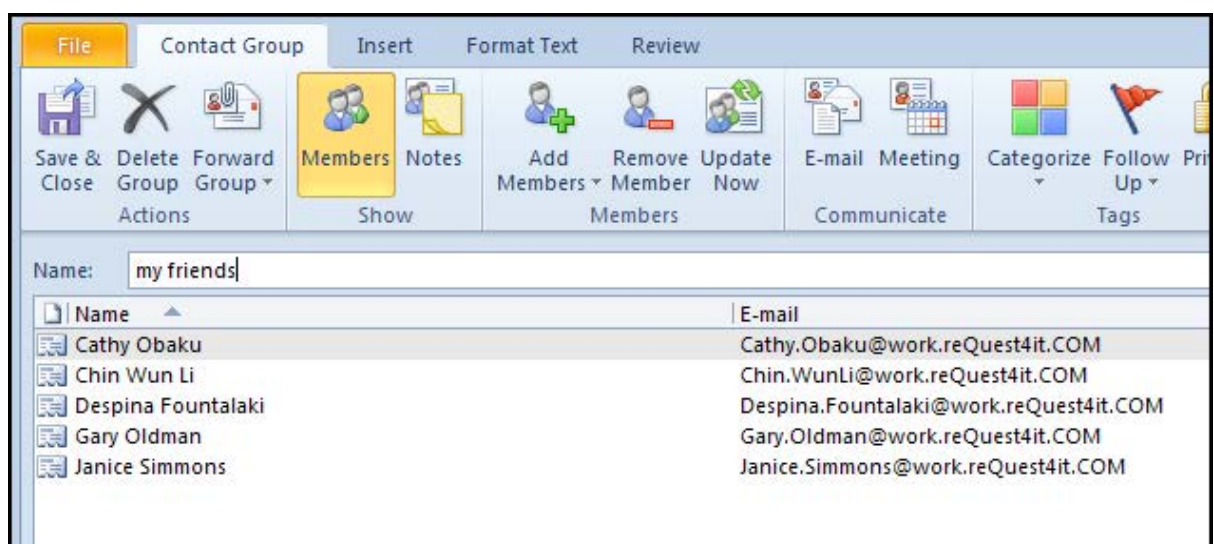 File Contact Group Insert Format Text Review
Save & Delete Forward Members Notes Add Remove Update E-mail Meeting Categorize Follow
Close Group Group Members Member Now Up
Actions Show Members Communicate Tags
Name: my friends
Name E-mail
Cathy Obaku Cathy.Obaku@work.reQuest4it.COM
Chin Wun Li Chin.WunLi@work.reQuest4it.COM
Despina Fountalaki Despina.Fountalaki@work.reQuest4it.COM
Gary Oldman Gary.Oldman@work.reQuest4it.COM
Janice Simmons Janice.Simmons@work.reQuest4it.COM